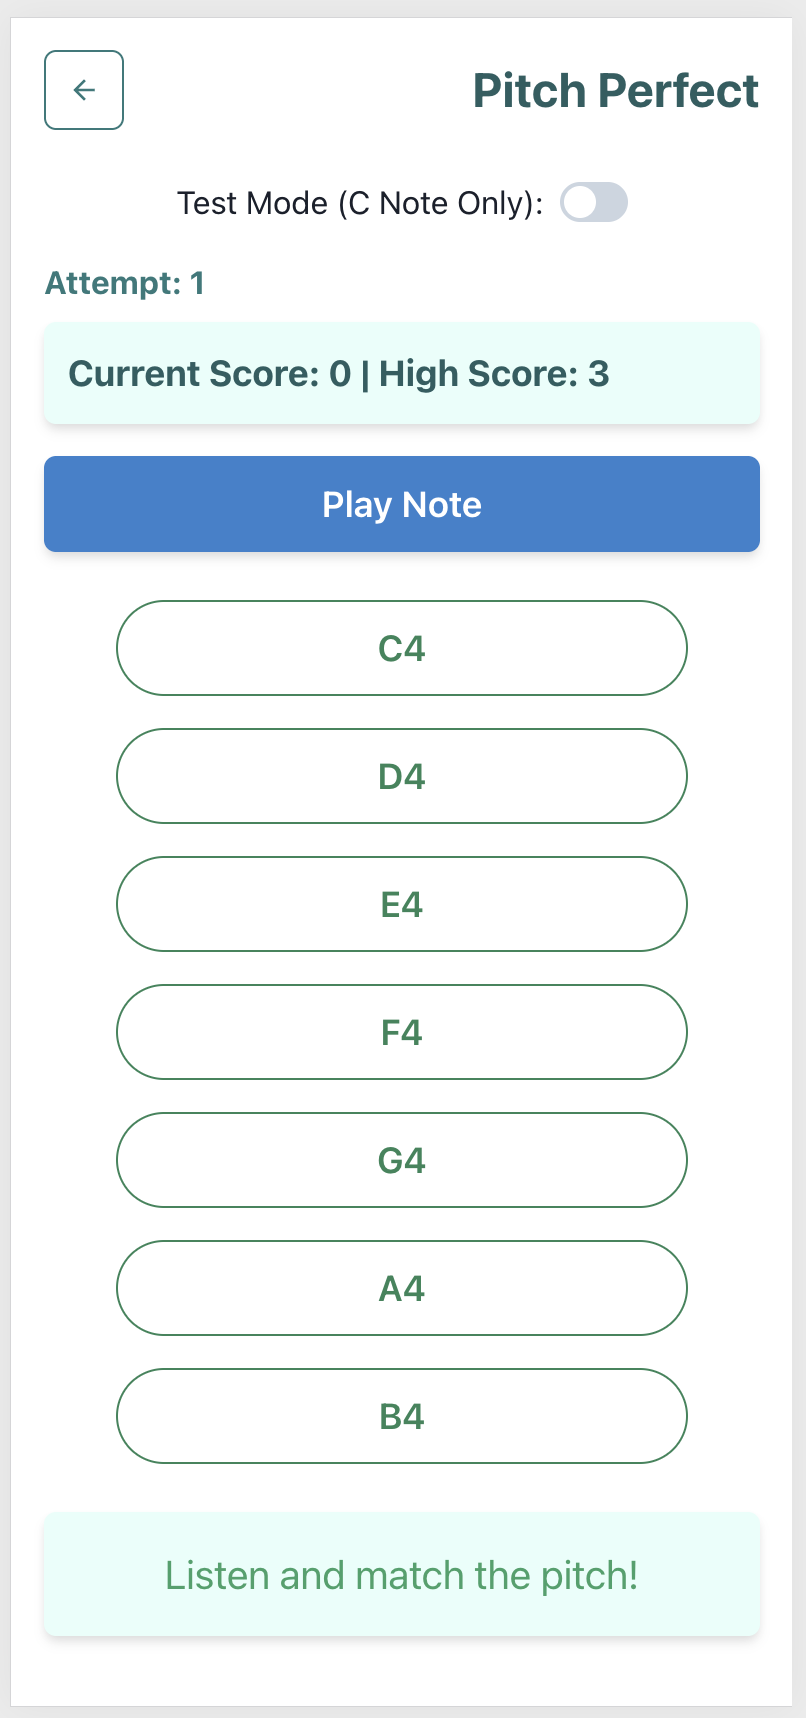 Pitch Perfect
Test Mode (C Note Only):
Attempt: 1
Current Score: 0 | High Score: 3
Play Note
C4
D4
E4
F4
G4
A4
B4
Listen and match the pitch!